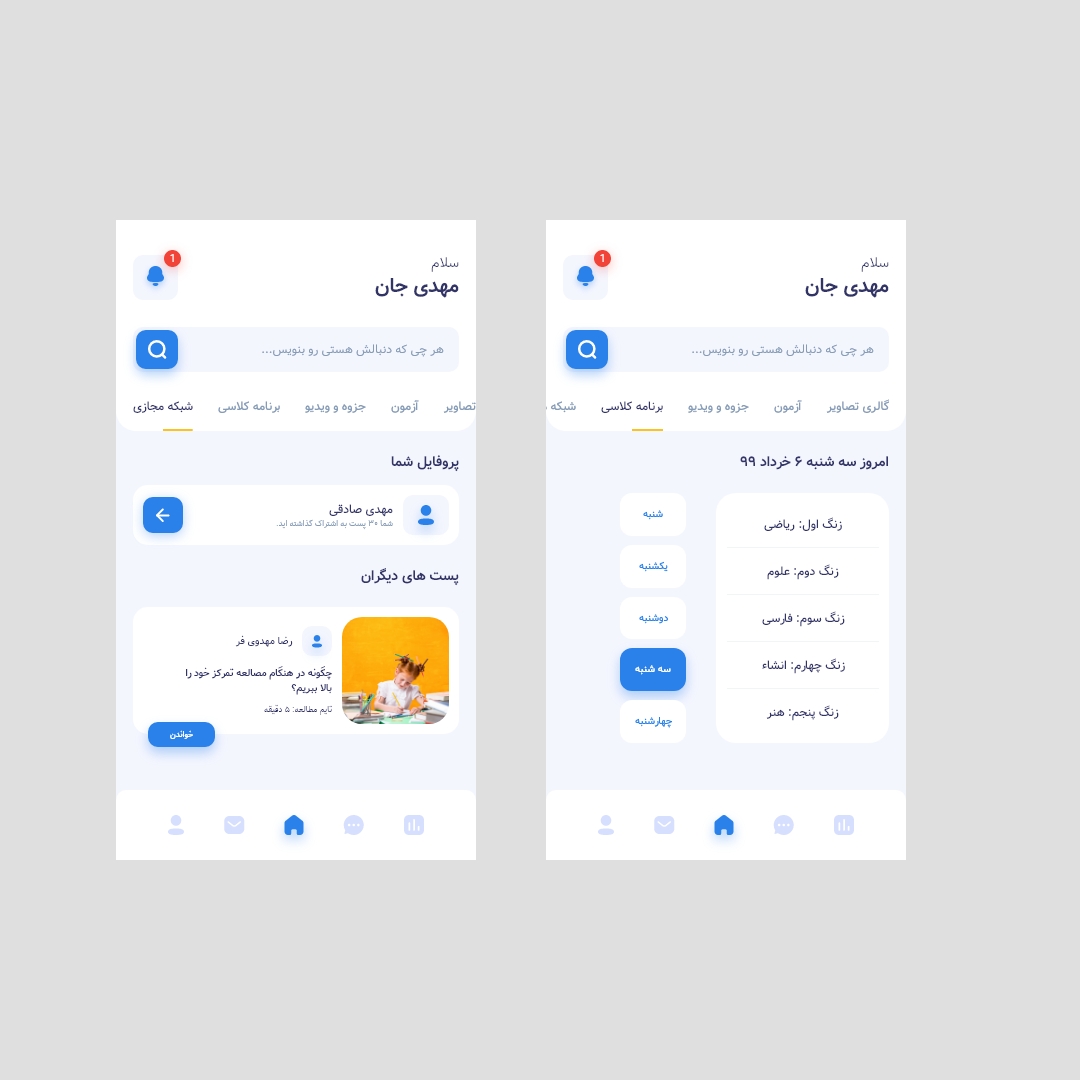 سلام
مهدی جان
1
هر چی که دنبالش هستی رو بنویس...
گالری تصاویر
آزمون
جزوه و ویدیو
برنامه کلاسی
شبکه
امروز سه شنبه ۶ خرداد ۹۹
زنگ اول: ریاضی
زنگ دوم: علوم
زنگ سوم: فارسی
زنگ چهارم: انشاء
زنگ پنجم: هنر
شنبه
یکشنبه
دوشنبه
سه شنبه
چهارشنبه
سلام
مهدی جان
1
هر چی که دنبالش هستی رو بنویس...
تصاویر
آزمون
جزوه و ویدیو
برنامه کلاسی
شبکه مجازی
پروفایل شما
مهدی صادقی
شما ۳۰ پست به اشتراک گذاشته اید.
پست های دیگران
رضا مهدوی فر
چگونه در هنگام مصالعه تمرکز خود را
بالا ببریم؟
تایم مطالعه: ۵ دقیقه
خواندن